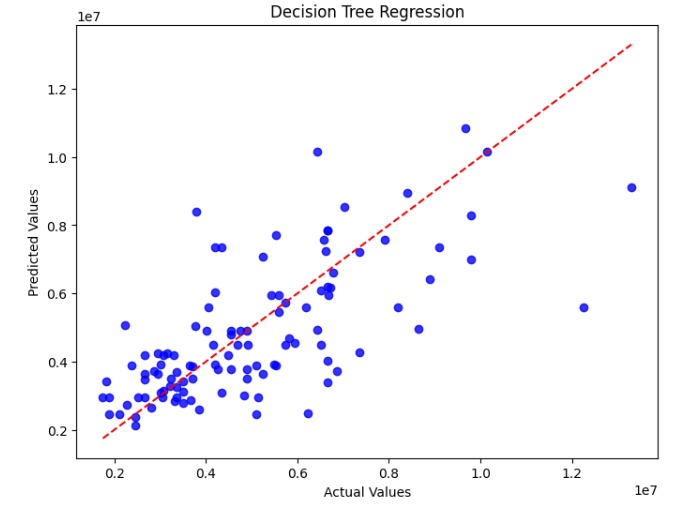 Decision Tree Regression
1e7
1.2
1.0
0.8
0.6
0.4
0.2
Predicted Values
0.2 0.4 0.6 0.8 1.0 1.2
1e7
Actual Values